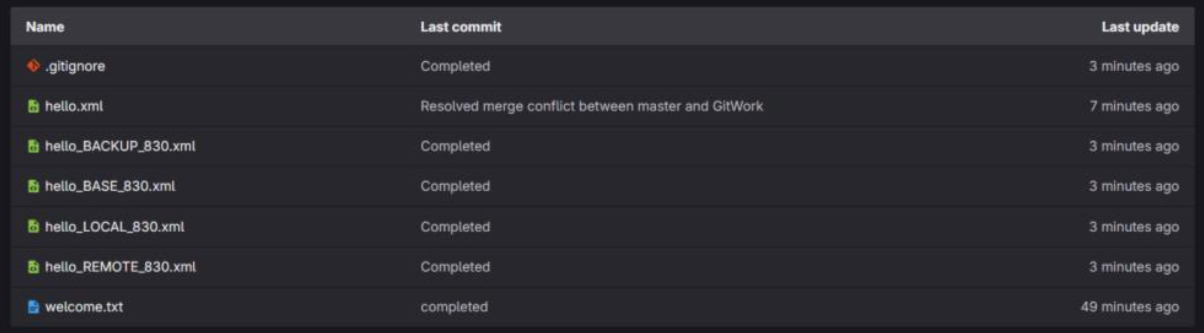 Name Last commit Last update
.gitignore Completed 3 minutes ago
hello.xml Resolved merge conflict between master and GitWork 7 minutes ago
hello_BACKUP_830.xml Completed 3 minutes ago
hello_BASE_830.xml Completed 3 minutes ago
hello_LOCAL_830.xml Completed 3 minutes ago
hello_REMOTE_830.xml Completed 3 minutes ago
welcome.txt completed 49 minutes ago